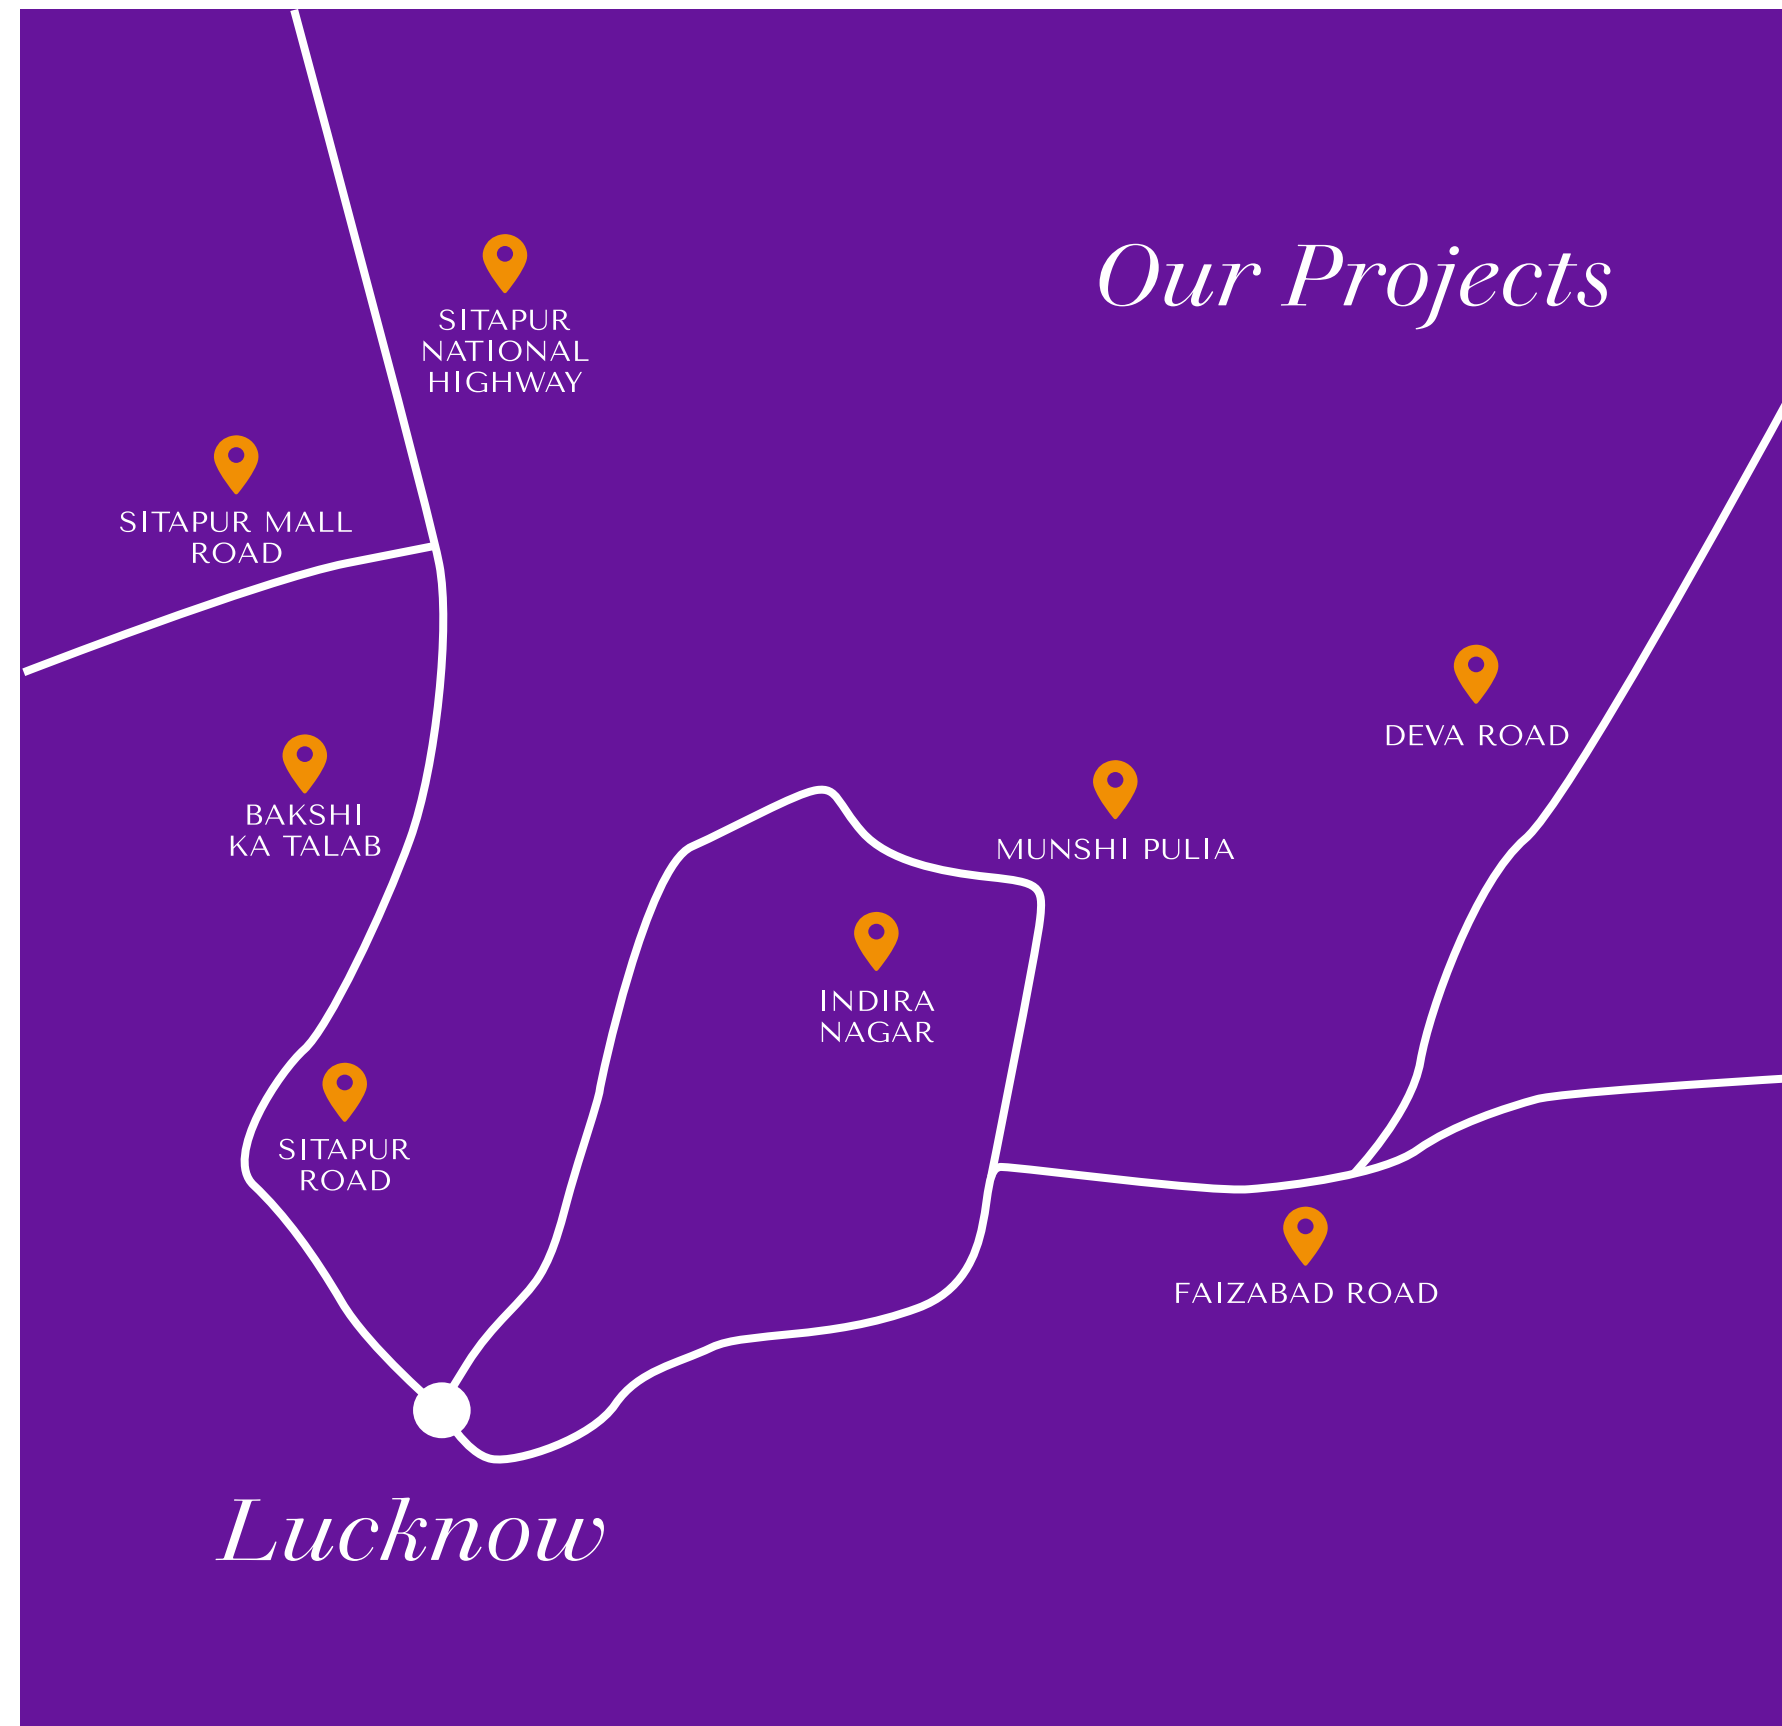 Our Projects
SITAPUR
NATIONAL
HIGHWAY
SITAPUR MALL
ROAD
DEVA ROAD
BAKSHI
KA TALAB
MUNSHI PULIA
INDIRA
NAGAR
SITAPUR
ROAD
FAIZABAD ROAD
Lucknow